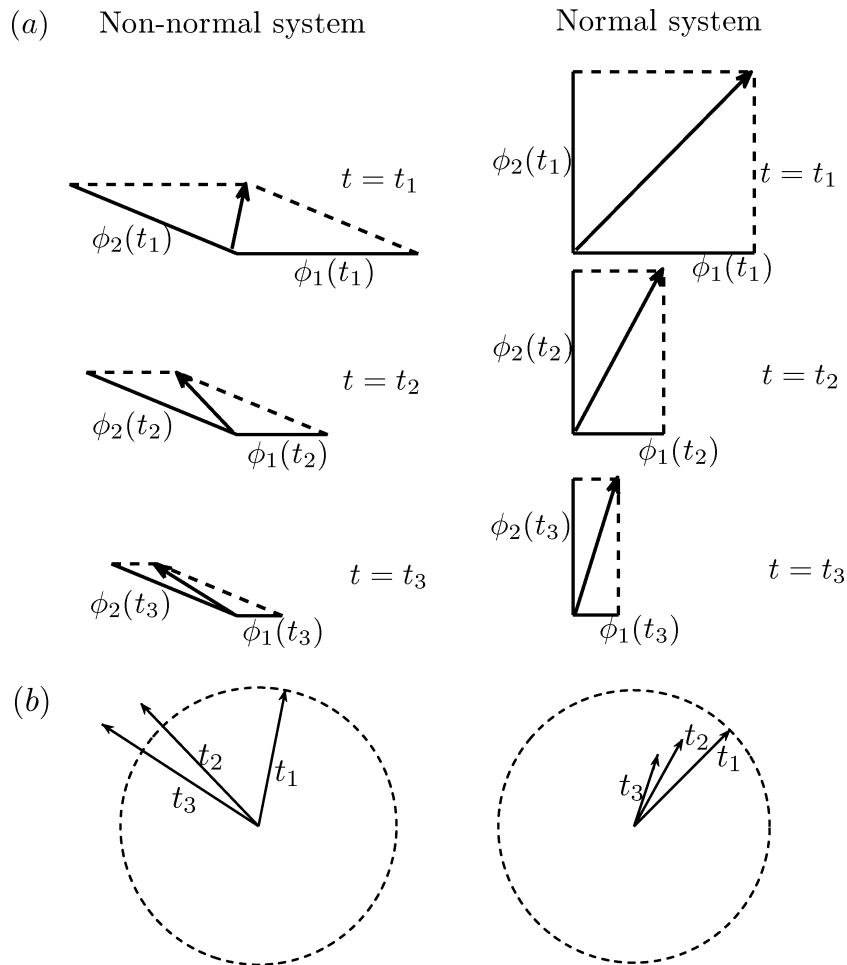 (a) Non-normal system Normal system
ϕ₂(t₁) t = t₁ ϕ₂(t₁) t = t₁
ϕ₁(t₁) ϕ₁(t₁)
ϕ₂(t₂) t = t₂ ϕ₂(t₂) t = t₂
ϕ₁(t₂) ϕ₁(t₂)
ϕ₂(t₃) t = t₃ ϕ₂(t₃) t = t₃
ϕ₁(t₃) ϕ₁(t₃)
(b)
t₂ t₁ t₂ t₁
t₃ t₃